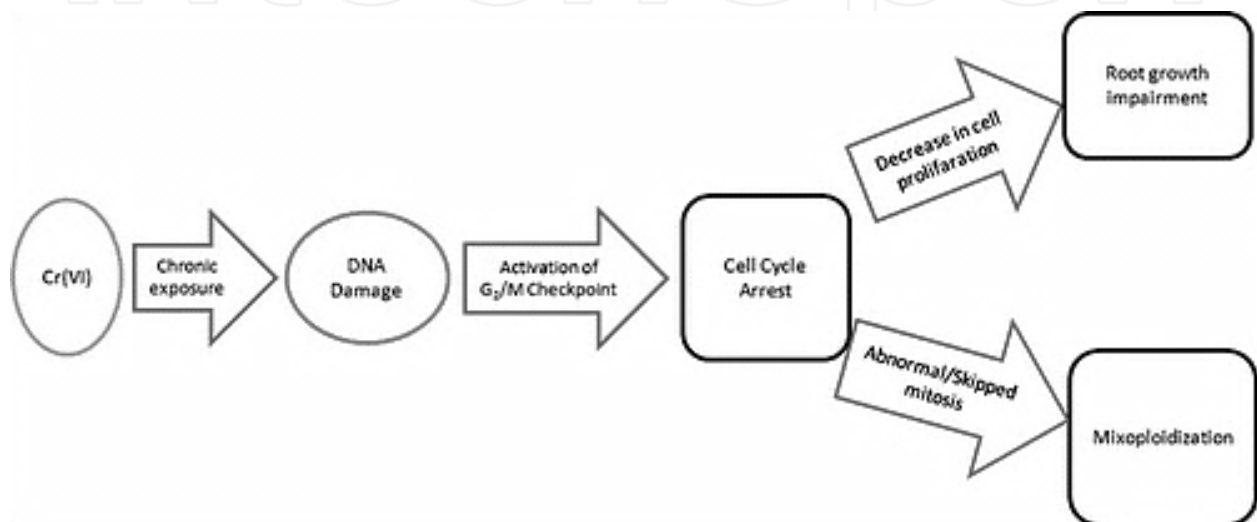 Cr(VI)
Chronic
exposure
DNA
Damage
Activation of
G₂/M Checkpoint
Cell Cycle
Arrest
Decrease in cell
prolifaration
Root growth
impairment
Abnormal/Skipped
mitosis
Mixoploidization